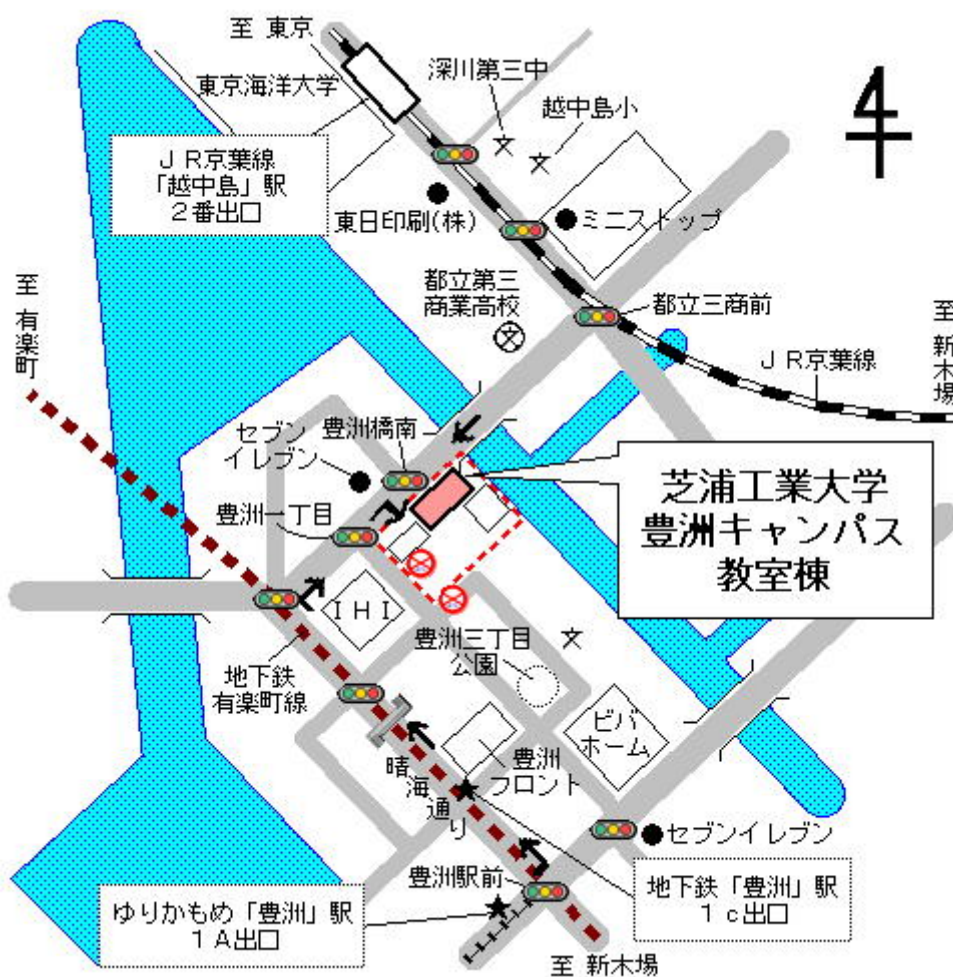 至 東京
深川第三中
東京海洋大学
越中島小
ＪＲ京葉線
「越中島」駅
２番出口
東日印刷(株)
ミニストップ
都立第三
商業高校
都立三商前
至 有楽町
至 新木場
ＪＲ京葉線
セブン
イレブン
豊洲橋南
芝浦工業大学
豊洲キャンパス
教室棟
豊洲一丁目
ＩＨＩ
豊洲三丁目
公園
地下鉄
有楽町線
ビバ
ホーム
豊洲
フロント
晴海通り
セブンイレブン
豊洲駅前
地下鉄「豊洲」駅
１ｃ出口
ゆりかもめ「豊洲」駅
１Ａ出口
至 新木場